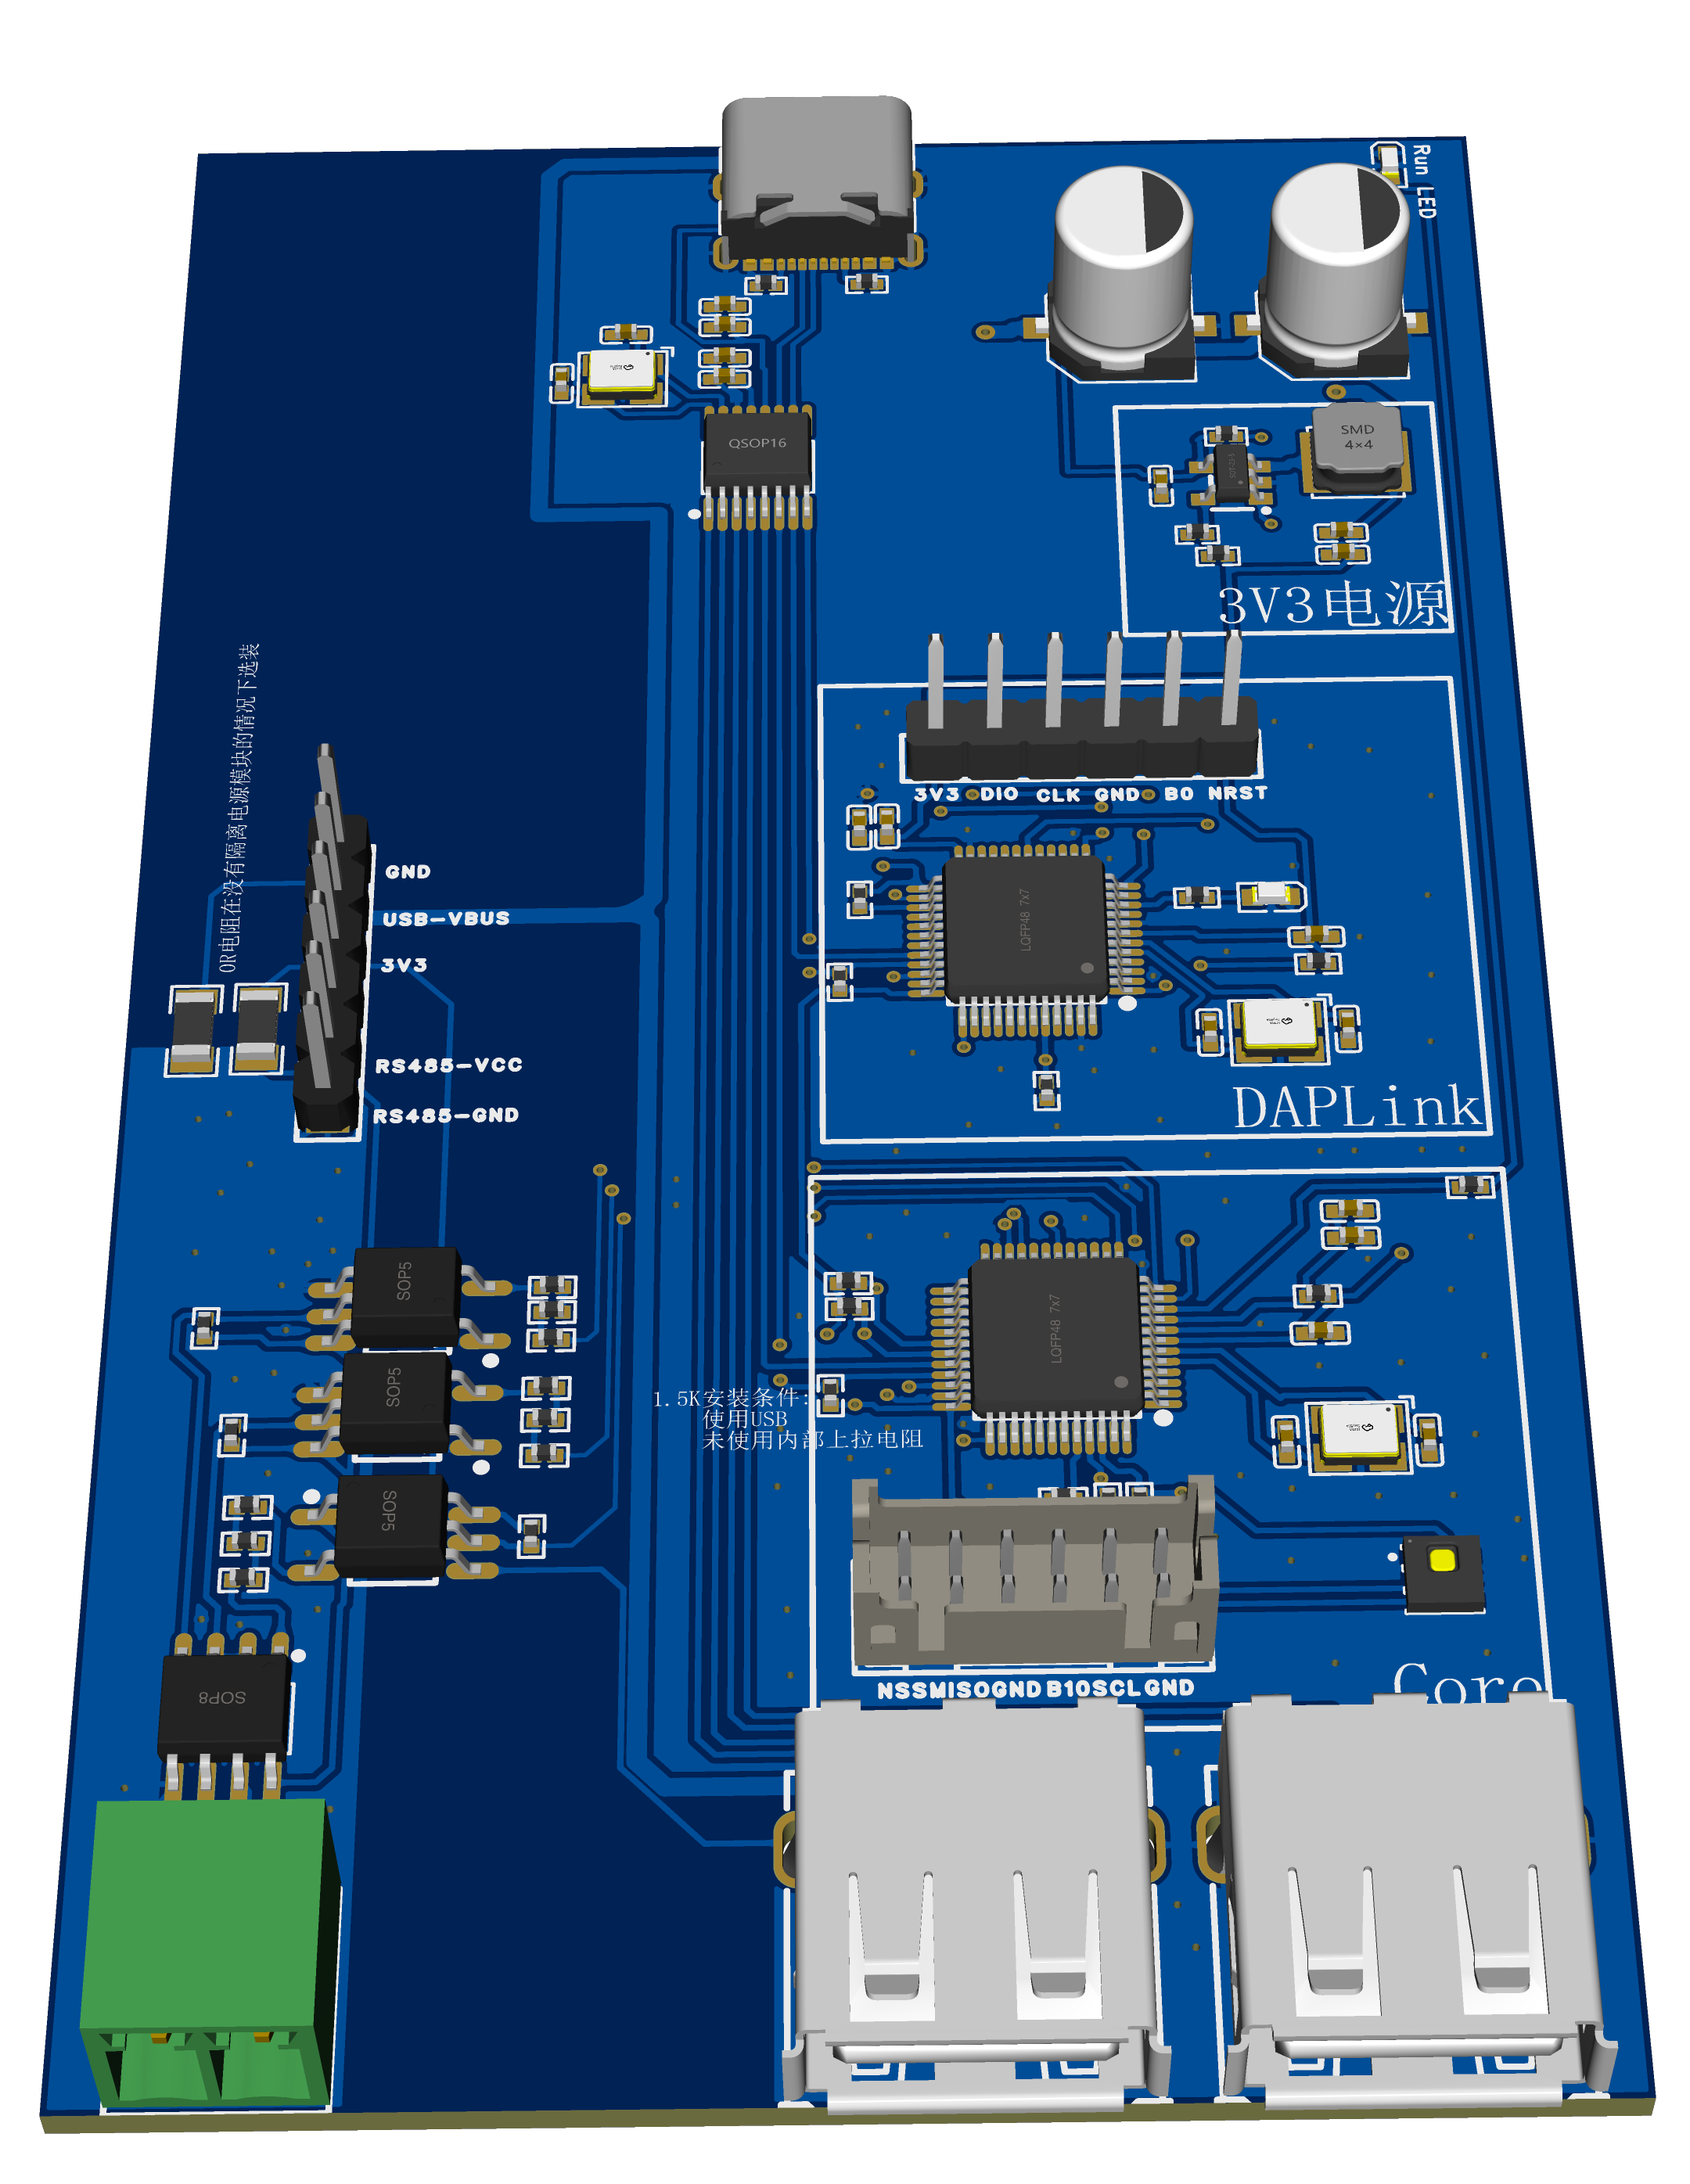 Run LED
QSOP16
SMD
4×4
3V3电源
0R电阻在没有隔离电源模块的情况下选装
3V3 DIO CLK GND B0 NRST
GND
USB-VBUS
3V3
RS485-VCC
RS485-GND
LQFP48 7x7
DAPLink
SOP5
SOP5
SOP5
LQFP48 7x7
1.5K安装条件:
使用USB
未使用内部上拉电阻
SOP8
NSSMISOGND B10SCLGND